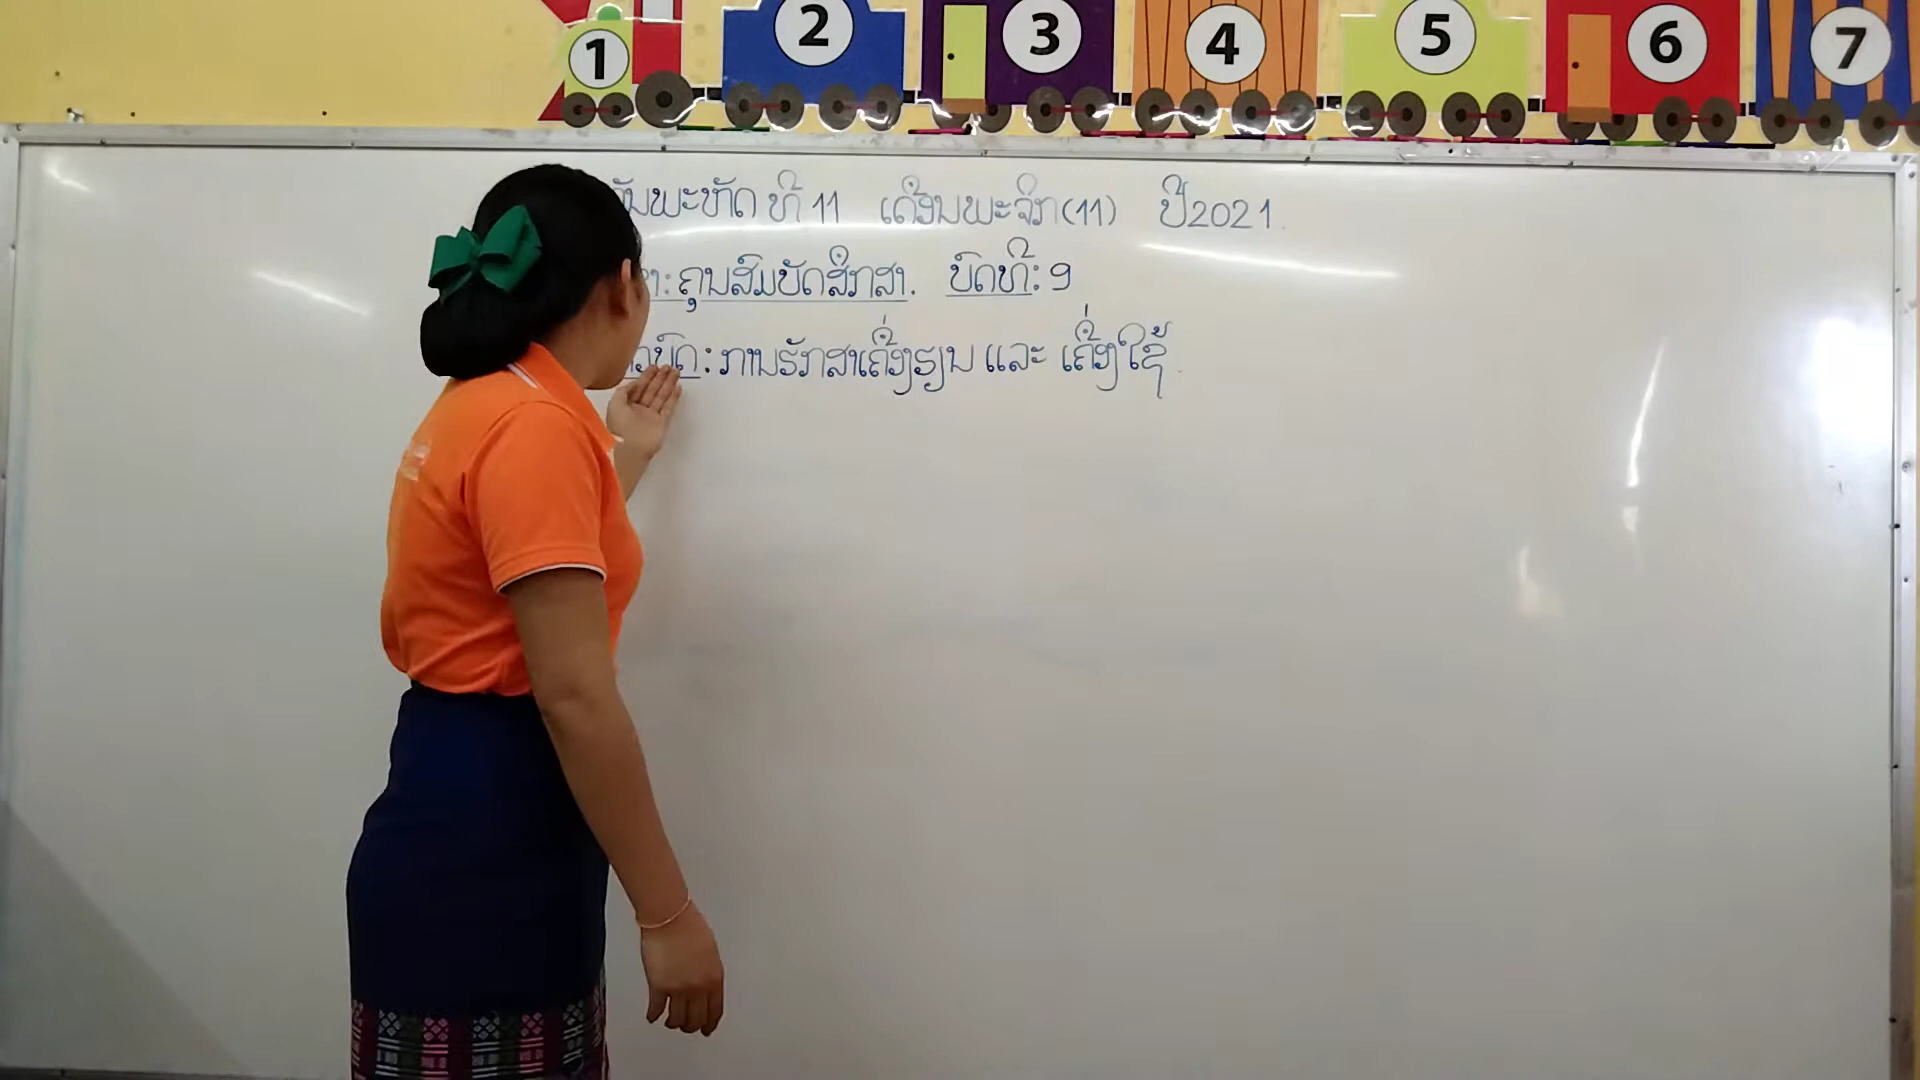 1 2 3 4 5 6 7
ວັນພະຫັດ ທີ 11 ເດືອນພະຈິກ(11) ປີ2021.
າ: ຄຸນສົມບັດສຶກສາ. ບົດທີ: 9
ບົດ: ການຮັກສາເຄື່ອງຮຽນ ແລະ ເຄື່ອງໃຊ້.